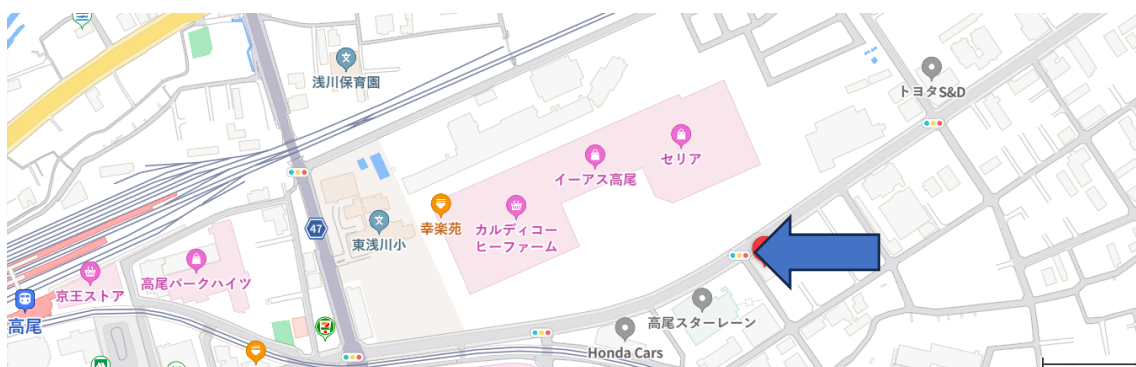 浅川保育園
トヨタS&D
セリア
イーアス高尾
幸楽苑
カルディコー
ヒーファーム
47
東浅川小
高尾パークハイツ
京王ストア
高尾
高尾スターレーン
Honda Cars
文
文
7